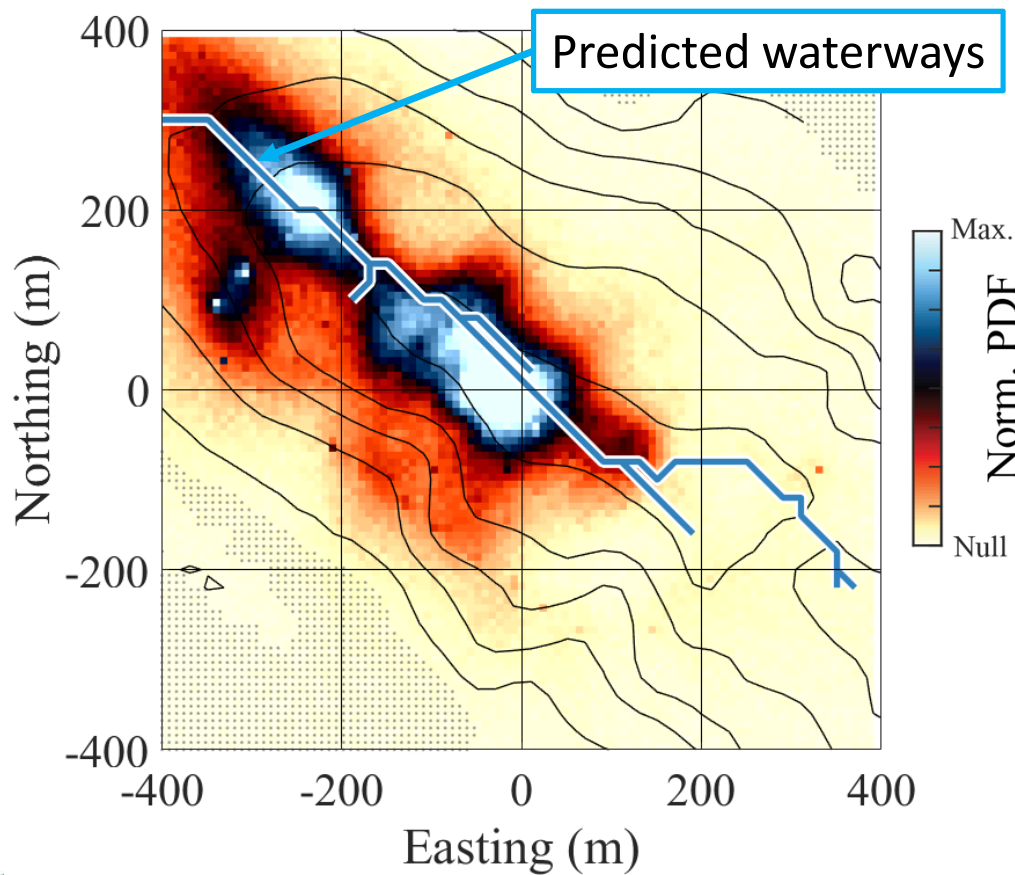 Predicted waterways
400
200
0
-200
-400
-400 -200 0 200 400
Northing (m)
Easting (m)
Max.
Null
Norm. PDF